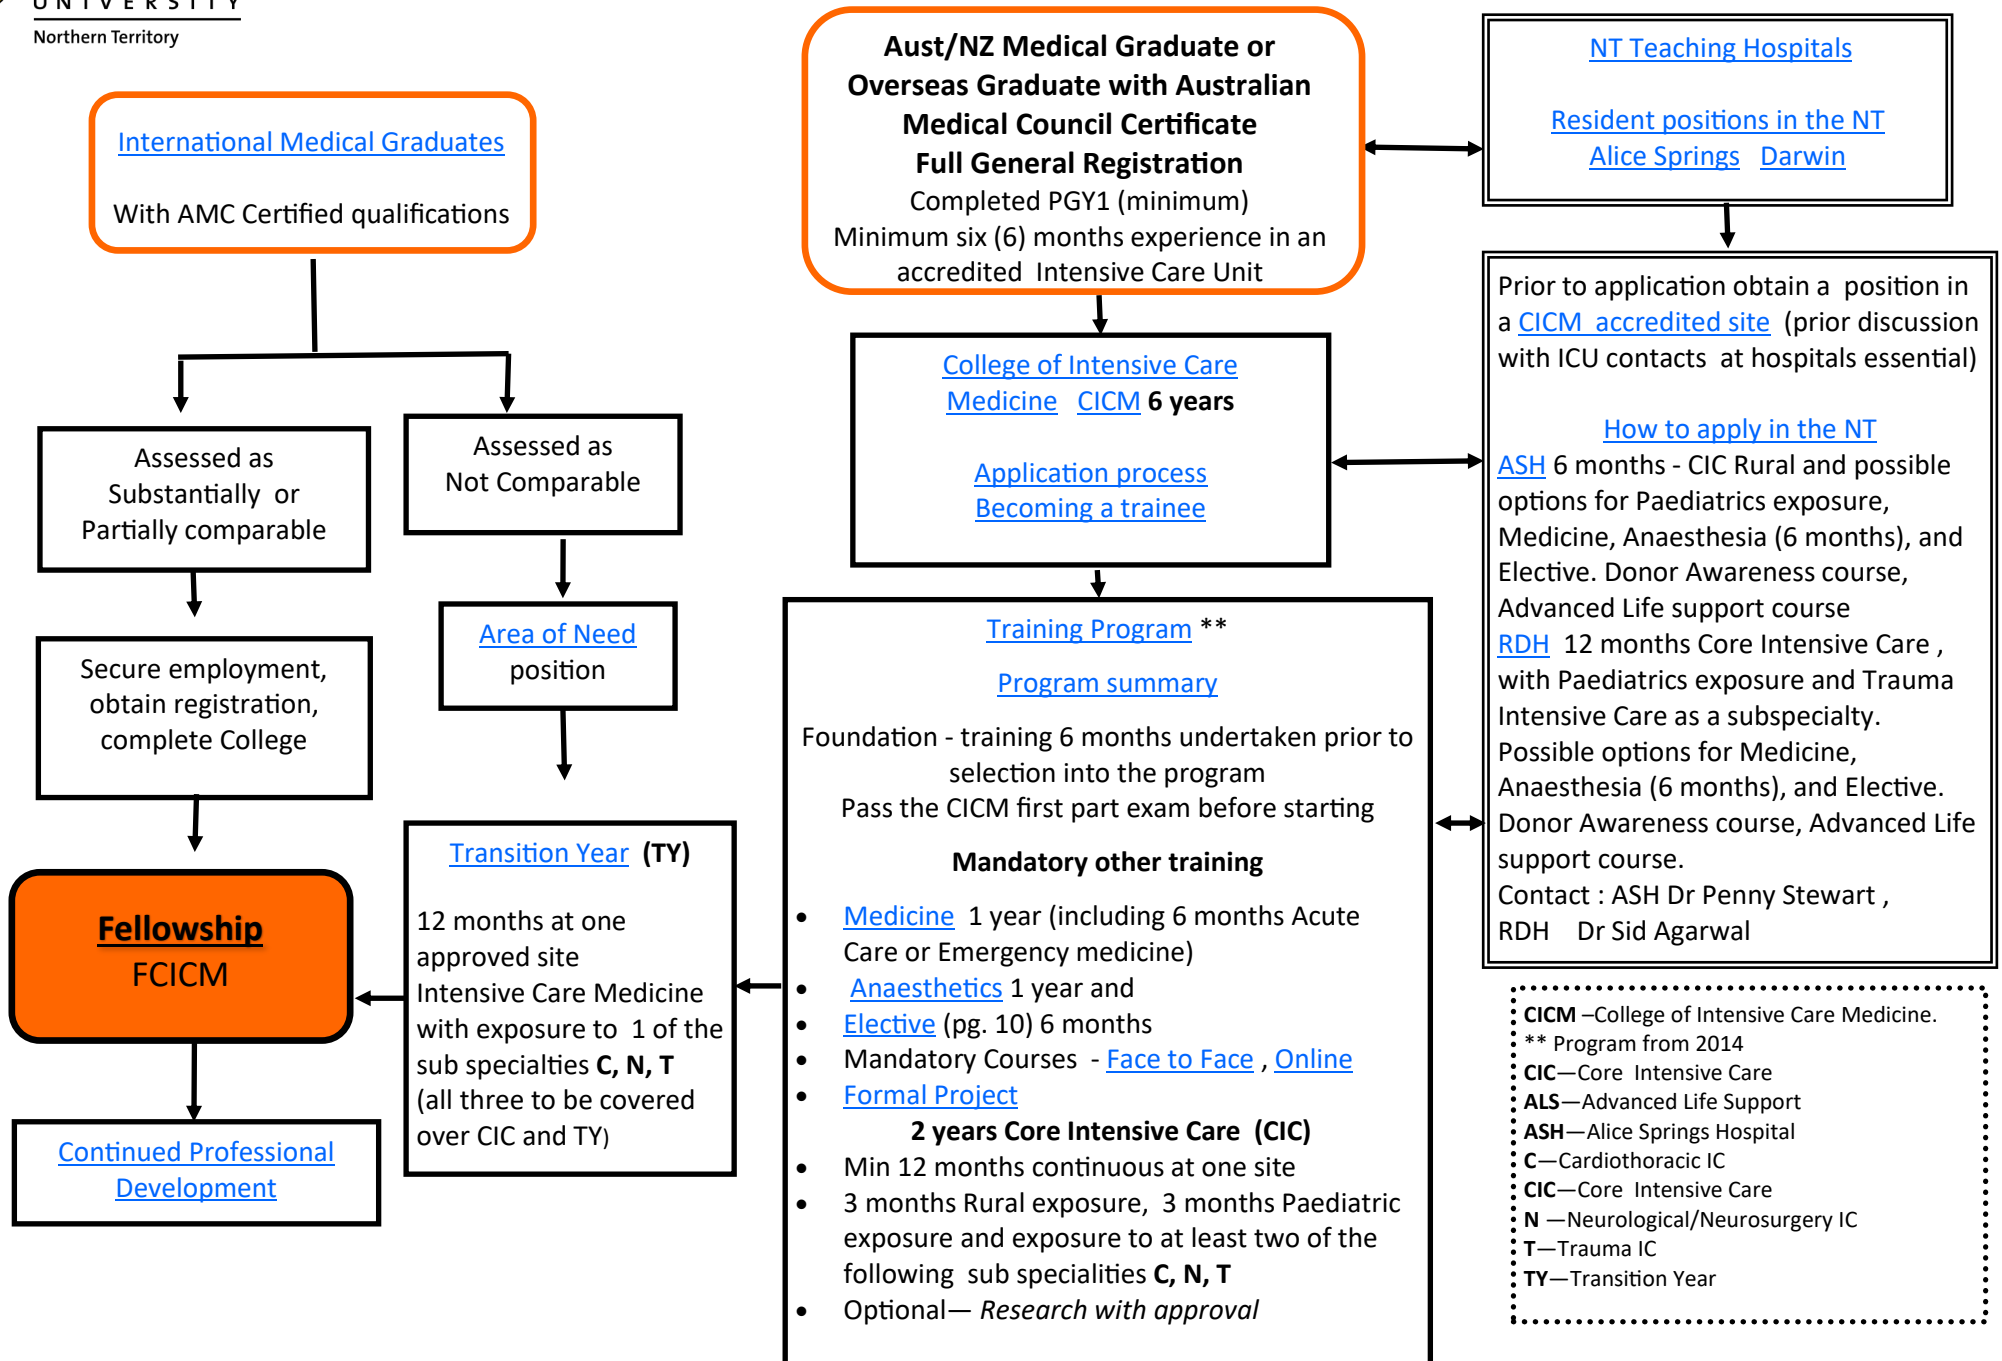 UNIVERSITY
Northern Territory
International Medical Graduates
With AMC Certified qualifications
Aust/NZ Medical Graduate or
Overseas Graduate with Australian
Medical Council Certificate
Full General Registration
Completed PGY1 (minimum)
Minimum six (6) months experience in an
accredited Intensive Care Unit
NT Teaching Hospitals
Resident positions in the NT
Alice Springs Darwin
Assessed as
Substantially or
Partially comparable
Assessed as
Not Comparable
College of Intensive Care
Medicine CICM 6 years
Application process
Becoming a trainee
Prior to application obtain a position in
a CICM accredited site (prior discussion
with ICU contacts at hospitals essential)
How to apply in the NT
ASH 6 months - CIC Rural and possible
options for Paediatrics exposure,
Medicine, Anaesthesia (6 months), and
Elective. Donor Awareness course,
Advanced Life support course
RDH 12 months Core Intensive Care ,
with Paediatrics exposure and Trauma
Intensive Care as a subspecialty.
Possible options for Medicine,
Anaesthesia (6 months), and Elective.
Donor Awareness course, Advanced Life
support course.
Contact : ASH Dr Penny Stewart ,
RDH Dr Sid Agarwal
Secure employment,
obtain registration,
complete College
Area of Need
position
Training Program **
Program summary
Foundation - training 6 months undertaken prior to
selection into the program
Pass the CICM first part exam before starting
Mandatory other training
• Medicine 1 year (including 6 months Acute
Care or Emergency medicine)
• Anaesthetics 1 year and
• Elective (pg. 10) 6 months
• Mandatory Courses - Face to Face , Online
• Formal Project
2 years Core Intensive Care (CIC)
• Min 12 months continuous at one site
• 3 months Rural exposure, 3 months Paediatric
exposure and exposure to at least two of the
following sub specialities C, N, T
• Optional— Research with approval
Transition Year (TY)
12 months at one
approved site
Intensive Care Medicine
with exposure to 1 of the
sub specialties C, N, T
(all three to be covered
over CIC and TY)
Fellowship
FCICM
Continued Professional
Development
CICM –College of Intensive Care Medicine.
** Program from 2014
CIC—Core Intensive Care
ALS—Advanced Life Support
ASH—Alice Springs Hospital
C—Cardiothoracic IC
CIC—Core Intensive Care
N —Neurological/Neurosurgery IC
T—Trauma IC
TY—Transition Year